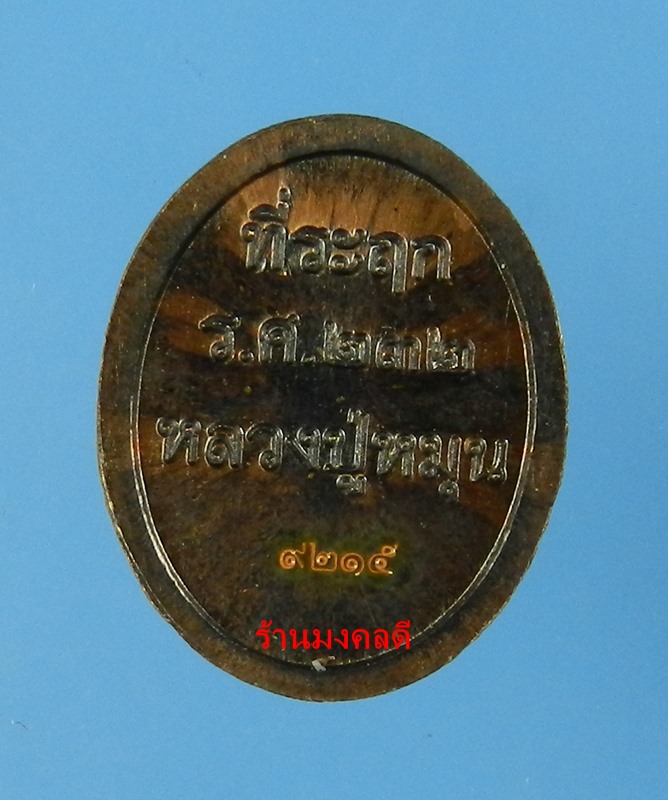 ที่ระฤก
ร.ศ.๒๓๒
หลวงปู่หมุน
๙๒๑๕
ร้านมงคลดี